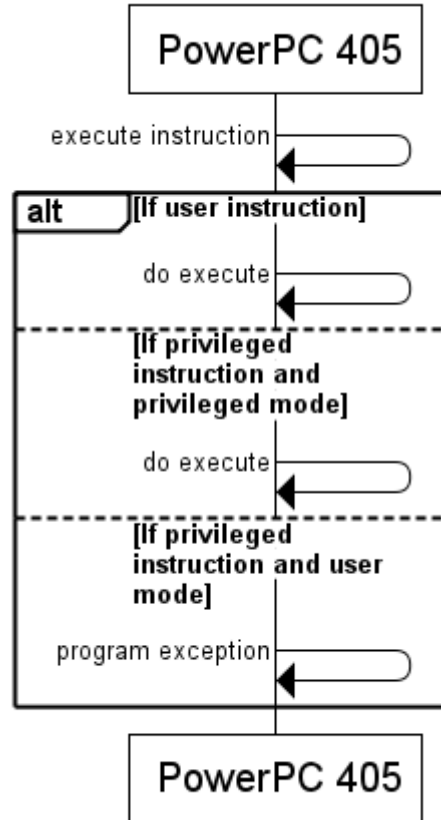 PowerPC 405
execute instruction
alt [If user instruction]
do execute
[If privileged
instruction and
privileged mode]
do execute
[If privileged
instruction and user
mode]
program exception
PowerPC 405